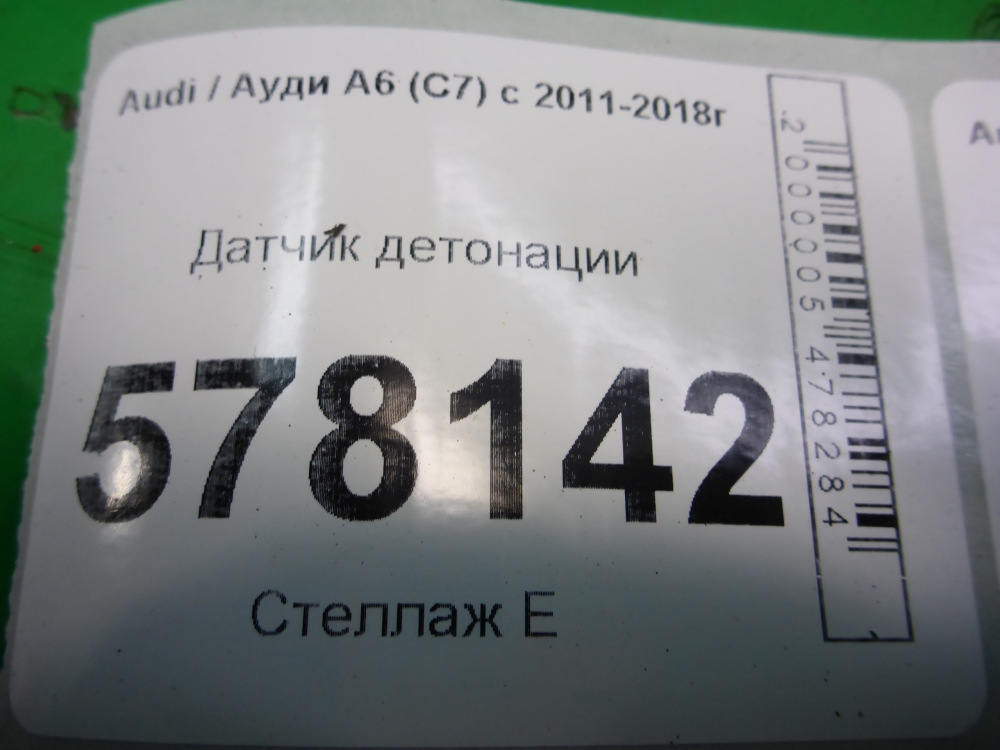 Audi / Ауди А6 (С7) с 2011-2018г
Датчик детонации
578142
Стеллаж Е
2000005478284